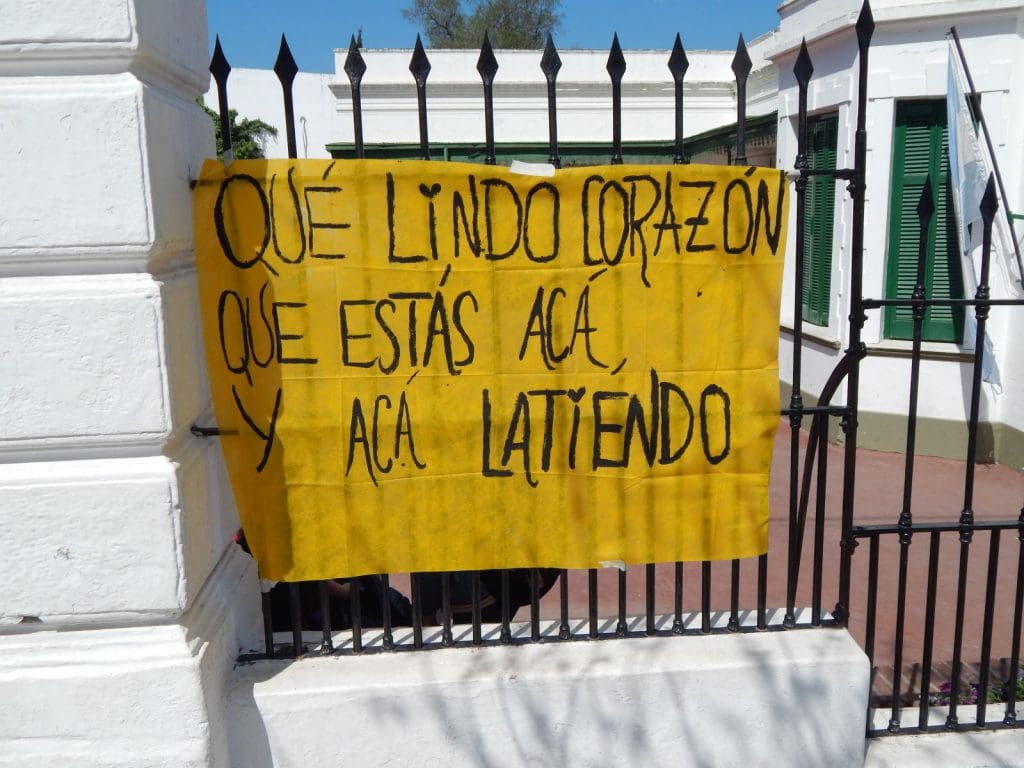 QUÉ LINDO CORAZÓN
QUE ESTÁS ACÁ
Y ACÁ LATIENDO